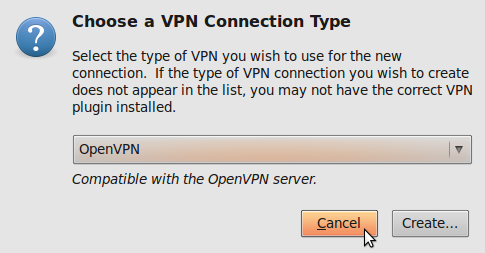 Choose a VPN Connection Type
Select the type of VPN you wish to use for the new
connection.  If the type of VPN connection you wish to create
does not appear in the list, you may not have the correct VPN
plugin installed.
OpenVPN
Compatible with the OpenVPN server.
Cancel
Create...